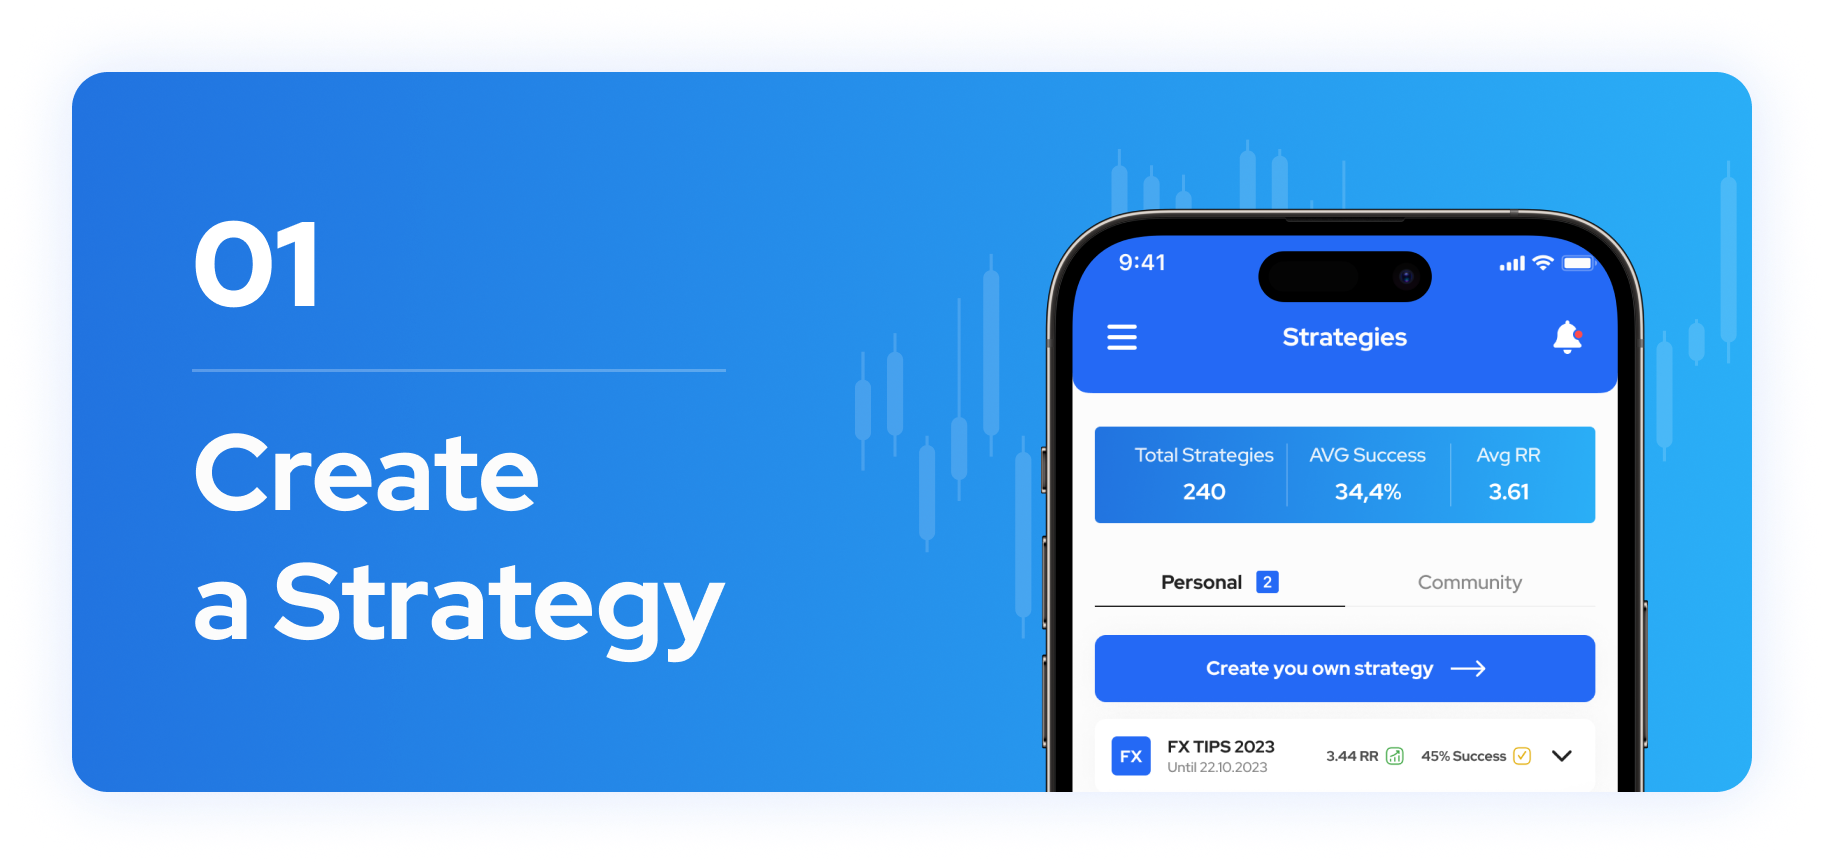 01
Create
a Strategy
9:41
Strategies
Total Strategies AVG Success Avg RR
240 34,4% 3.61
Personal 2 Community
Create you own strategy
FX FX TIPS 2023 3.44 RR 45% Success
Until 22.10.2023